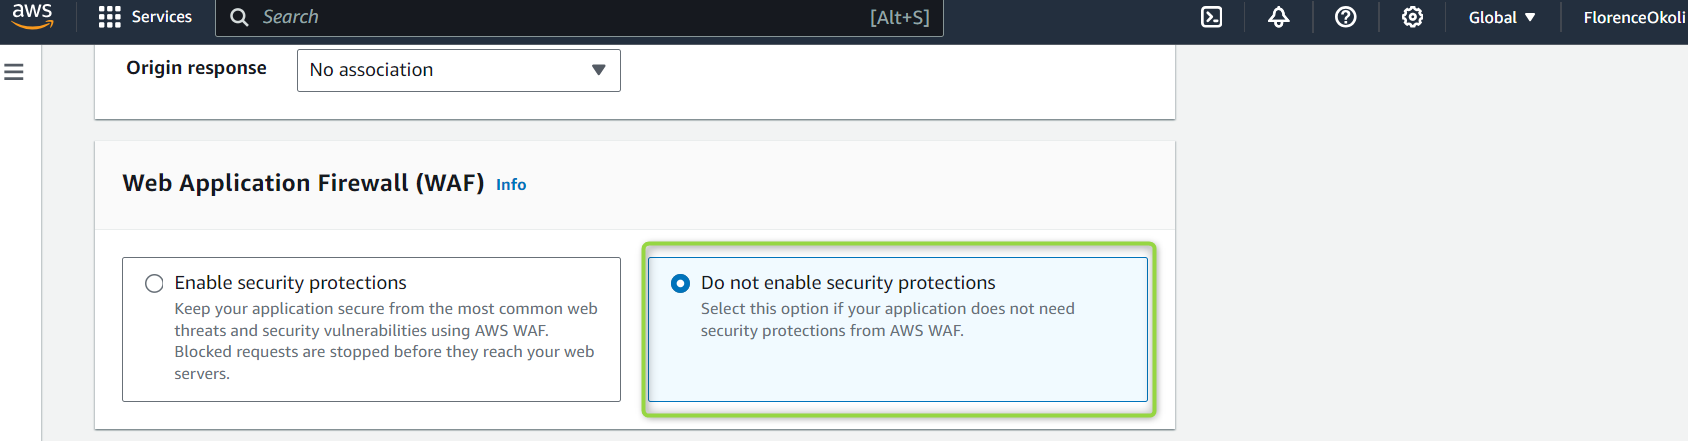 aws Services Search [Alt+S] Global FlorenceOkoli
Origin response No association
Web Application Firewall (WAF) Info
Enable security protections
Keep your application secure from the most common web
threats and security vulnerabilities using AWS WAF.
Blocked requests are stopped before they reach your web
servers.
Do not enable security protections
Select this option if your application does not need
security protections from AWS WAF.